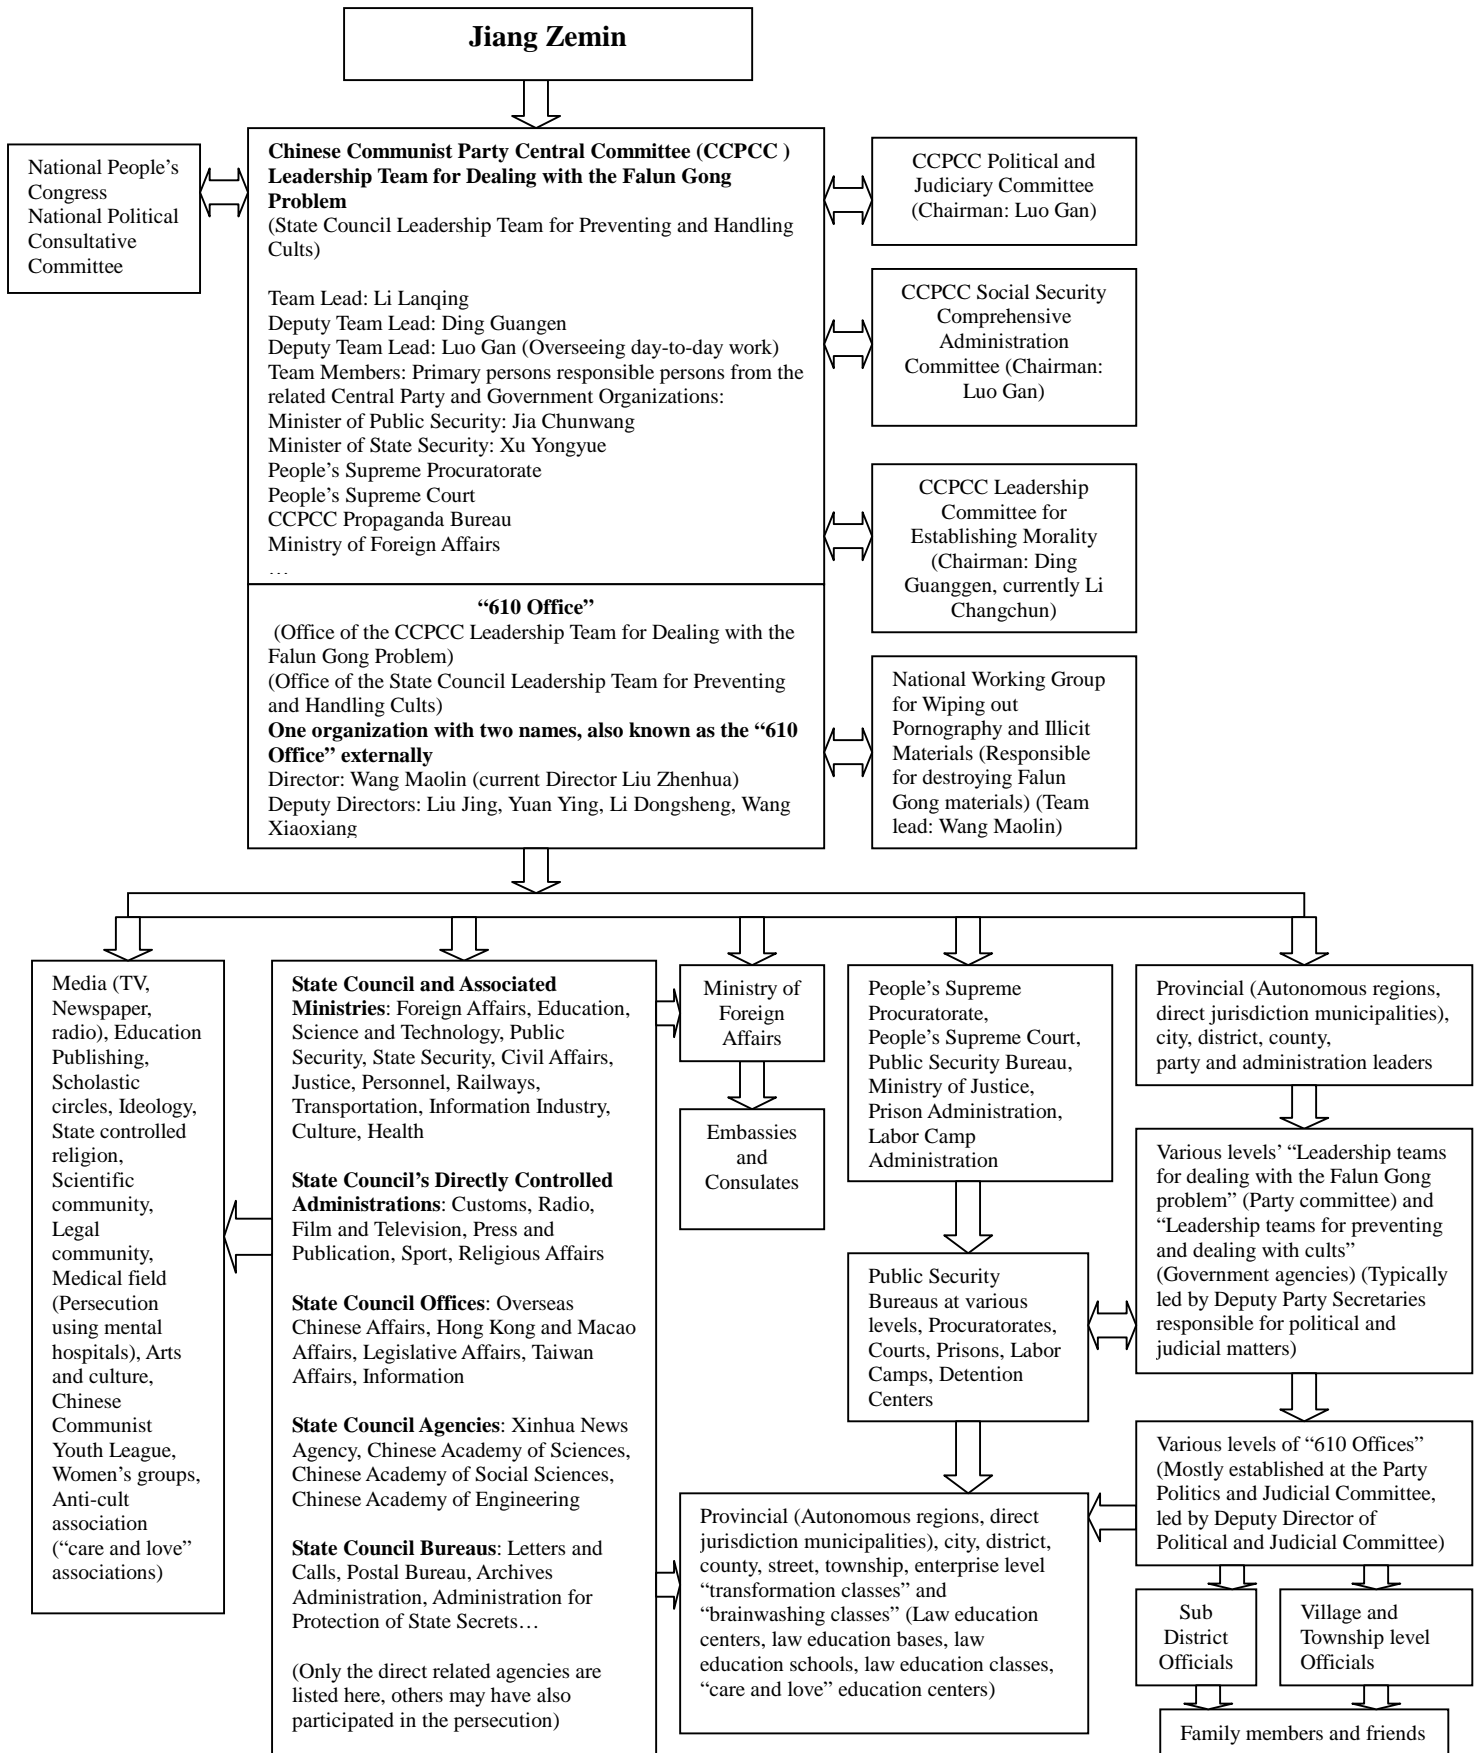 Jiang Zemin
National People’s
Congress
National Political
Consultative
Committee
Chinese Communist Party Central Committee (CCPCC )
Leadership Team for Dealing with the Falun Gong
Problem
(State Council Leadership Team for Preventing and Handling
Cults)
Team Lead: Li Lanqing
Deputy Team Lead: Ding Guangen
Deputy Team Lead: Luo Gan (Overseeing day-to-day work)
Team Members: Primary persons responsible persons from the
related Central Party and Government Organizations:
Minister of Public Security: Jia Chunwang
Minister of State Security: Xu Yongyue
People’s Supreme Procuratorate
People’s Supreme Court
CCPCC Propaganda Bureau
Ministry of Foreign Affairs
…
CCPCC Political and
Judiciary Committee
(Chairman: Luo Gan)
CCPCC Social Security
Comprehensive
Administration
Committee (Chairman:
Luo Gan)
CCPCC Leadership
Committee for
Establishing Morality
(Chairman: Ding
Guanggen, currently Li
Changchun)
“610 Office”
(Office of the CCPCC Leadership Team for Dealing with the
Falun Gong Problem)
(Office of the State Council Leadership Team for Preventing
and Handling Cults)
One organization with two names, also known as the “610
Office” externally
Director: Wang Maolin (current Director Liu Zhenhua)
Deputy Directors: Liu Jing, Yuan Ying, Li Dongsheng, Wang
Xiaoxiang
National Working Group
for Wiping out
Pornography and Illicit
Materials (Responsible
for destroying Falun
Gong materials) (Team
lead: Wang Maolin)
Media (TV,
Newspaper,
radio), Education
Publishing,
Scholastic
circles, Ideology,
State controlled
religion,
Scientific
community,
Legal
community,
Medical field
(Persecution
using mental
hospitals), Arts
and culture,
Chinese
Communist
Youth League,
Women’s groups,
Anti-cult
association
(“care and love”
associations)
State Council and Associated
Ministries: Foreign Affairs, Education,
Science and Technology, Public
Security, State Security, Civil Affairs,
Justice, Personnel, Railways,
Transportation, Information Industry,
Culture, Health
State Council’s Directly Controlled
Administrations: Customs, Radio,
Film and Television, Press and
Publication, Sport, Religious Affairs
State Council Offices: Overseas
Chinese Affairs, Hong Kong and Macao
Affairs, Legislative Affairs, Taiwan
Affairs, Information
State Council Agencies: Xinhua News
Agency, Chinese Academy of Sciences,
Chinese Academy of Social Sciences,
Chinese Academy of Engineering
State Council Bureaus: Letters and
Calls, Postal Bureau, Archives
Administration, Administration for
Protection of State Secrets…
(Only the direct related agencies are
listed here, others may have also
participated in the persecution)
Ministry of
Foreign
Affairs
Embassies
and
Consulates
People’s Supreme
Procuratorate,
People’s Supreme Court,
Public Security Bureau,
Ministry of Justice,
Prison Administration,
Labor Camp
Administration
Public Security
Bureaus at various
levels, Procuratorates,
Courts, Prisons, Labor
Camps, Detention
Centers
Provincial (Autonomous regions, direct
jurisdiction municipalities), city, district,
county, street, township, enterprise level
“transformation classes” and
“brainwashing classes” (Law education
centers, law education bases, law
education schools, law education classes,
“care and love” education centers)
Provincial (Autonomous regions,
direct jurisdiction municipalities),
city, district, county,
party and administration leaders
Various levels’ “Leadership teams
for dealing with the Falun Gong
problem” (Party committee) and
“Leadership teams for preventing
and dealing with cults”
(Government agencies) (Typically
led by Deputy Party Secretaries
responsible for political and
judicial matters)
Various levels of “610 Offices”
(Mostly established at the Party
Politics and Judicial Committee,
led by Deputy Director of
Political and Judicial Committee)
Sub
District
Officials
Village and
Township level
Officials
Family members and friends